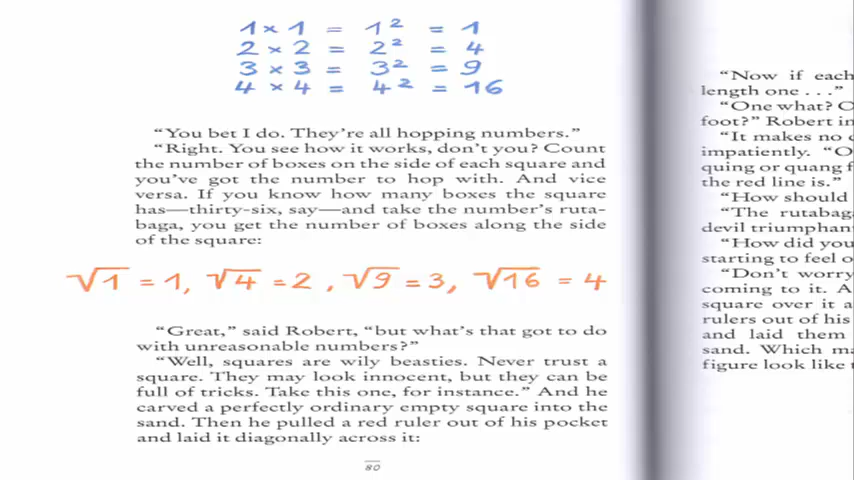 1 × 1 = 1² = 1
2 × 2 = 2² = 4
3 × 3 = 3² = 9
4 × 4 = 4² = 16
“You bet I do. They’re all hopping numbers.”
“Right. You see how it works, don’t you? Count
the number of boxes on the side of each square and
you’ve got the number to hop with. And vice
versa. If you know how many boxes the square
has—thirty-six, say—and take the number’s ruta-
baga, you get the number of boxes along the side
of the square:
√1 = 1, √4 = 2, √9 = 3, √16 = 4
“Great,” said Robert, “but what’s that got to do
with unreasonable numbers?”
“Well, squares are wily beasties. Never trust a
square. They may look innocent, but they can be
full of tricks. Take this one, for instance.” And he
carved a perfectly ordinary empty square into the
sand. Then he pulled a red ruler out of his pocket
and laid it diagonally across it:
80
“Now if each
length one . . .”
“One what? O
foot?” Robert in
“It makes no
impatiently. “O
quing or quang f
the red line is.”
“How should
“The rutabaga
devil triumphan
“How did you
starting to feel o
“Don’t worry
coming to it. A
square over it a
rulers out of his
and laid them
sand. Which ma
figure look like